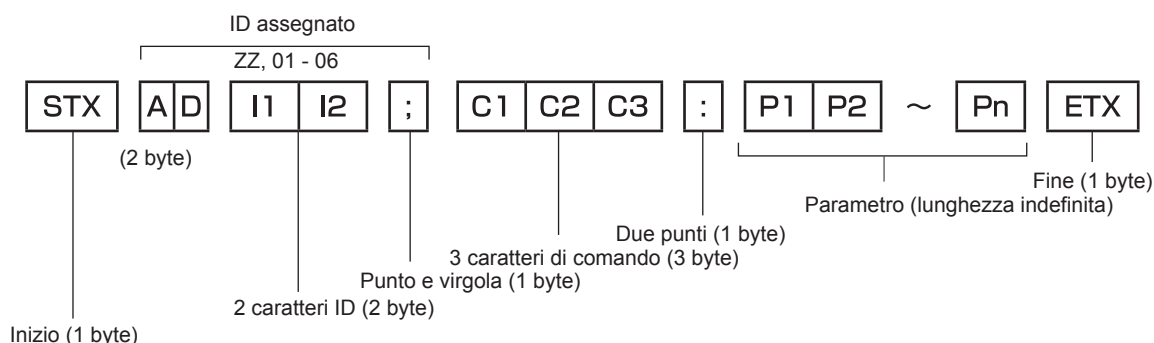 ID assegnato
ZZ, 01 - 06
STX A D I1 I2 ; C1 C2 C3 : P1 P2 ~ Pn ETX
(2 byte)
Fine (1 byte)
Parametro (lunghezza indefinita)
Due punti (1 byte)
3 caratteri di comando (3 byte)
Punto e virgola (1 byte)
2 caratteri ID (2 byte)
Inizio (1 byte)